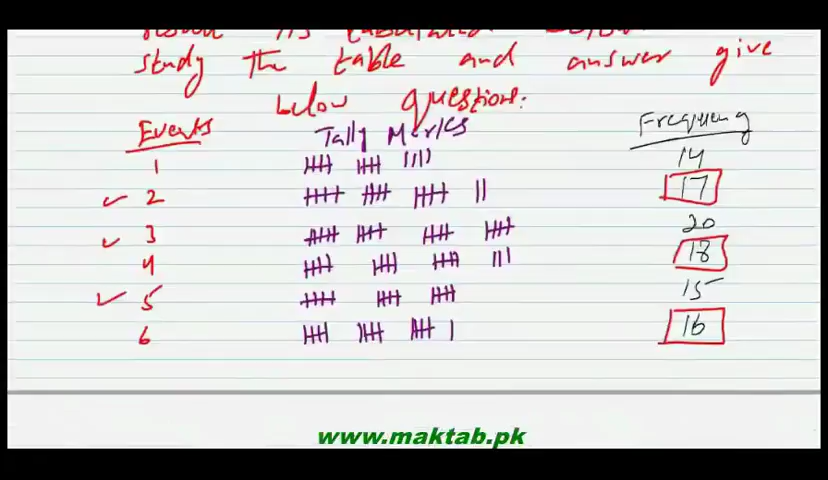 study the table and answer give
below questions:
Events Tally Marks Frequency
1 14
2 17
3 20
4 18
5 15
6 16
www.maktab.pk